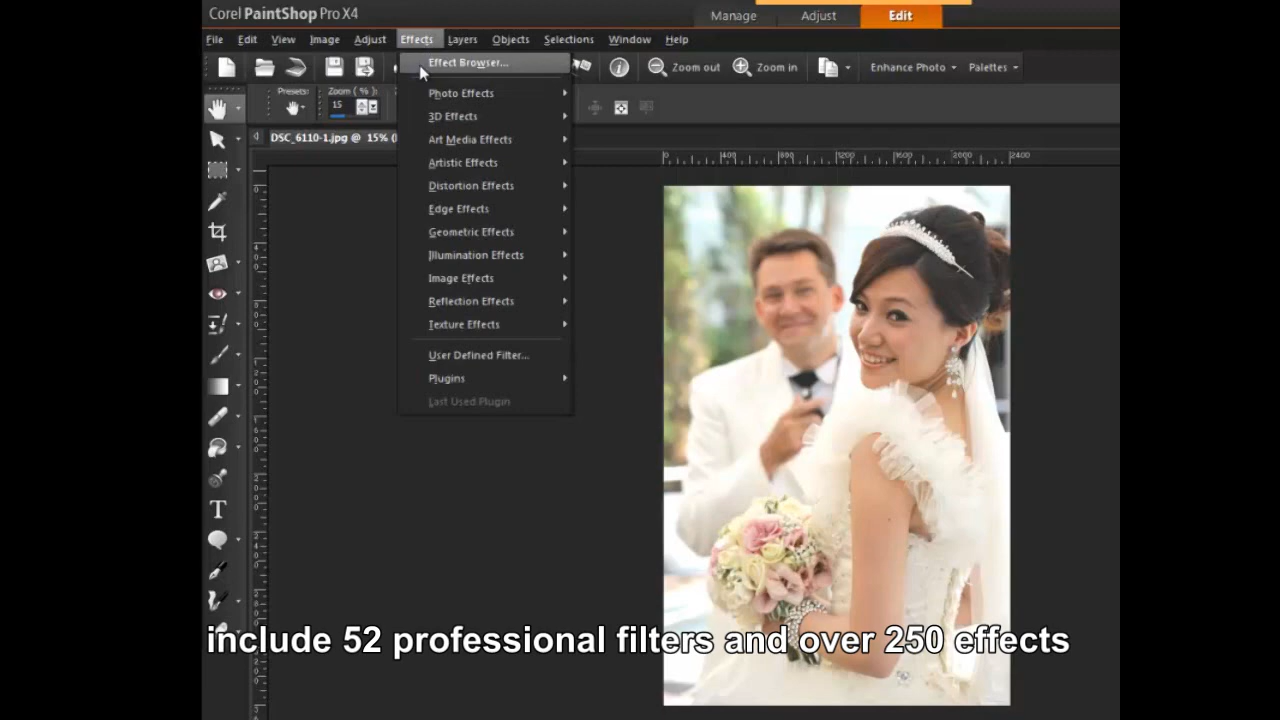 Corel PaintShop Pro X4
Manage Adjust Edit
File Edit View Image Adjust Effects Layers Objects Selections Window Help
Effect Browser...
Zoom out Zoom in Enhance Photo Palettes
Presets: Zoom ( % ):
15
Photo Effects
3D Effects
DSC_6110-1.jpg @ 15%
Art Media Effects
0 400 800 1200 1600 2000 2400
Artistic Effects
Distortion Effects
Edge Effects
Geometric Effects
Illumination Effects
Image Effects
Reflection Effects
Texture Effects
User Defined Filter...
Plugins
Last Used Plugin
include 52 professional filters and over 250 effects